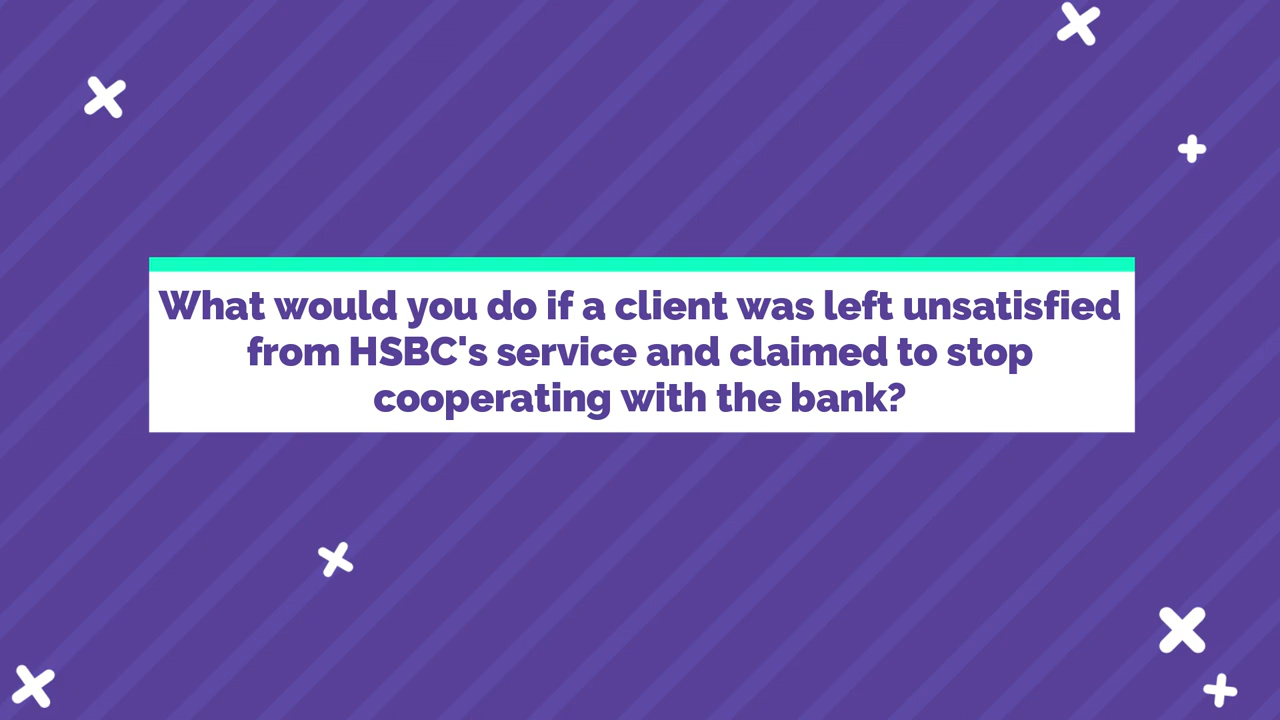 What would you do if a client was left unsatisfied
from HSBC's service and claimed to stop
cooperating with the bank?